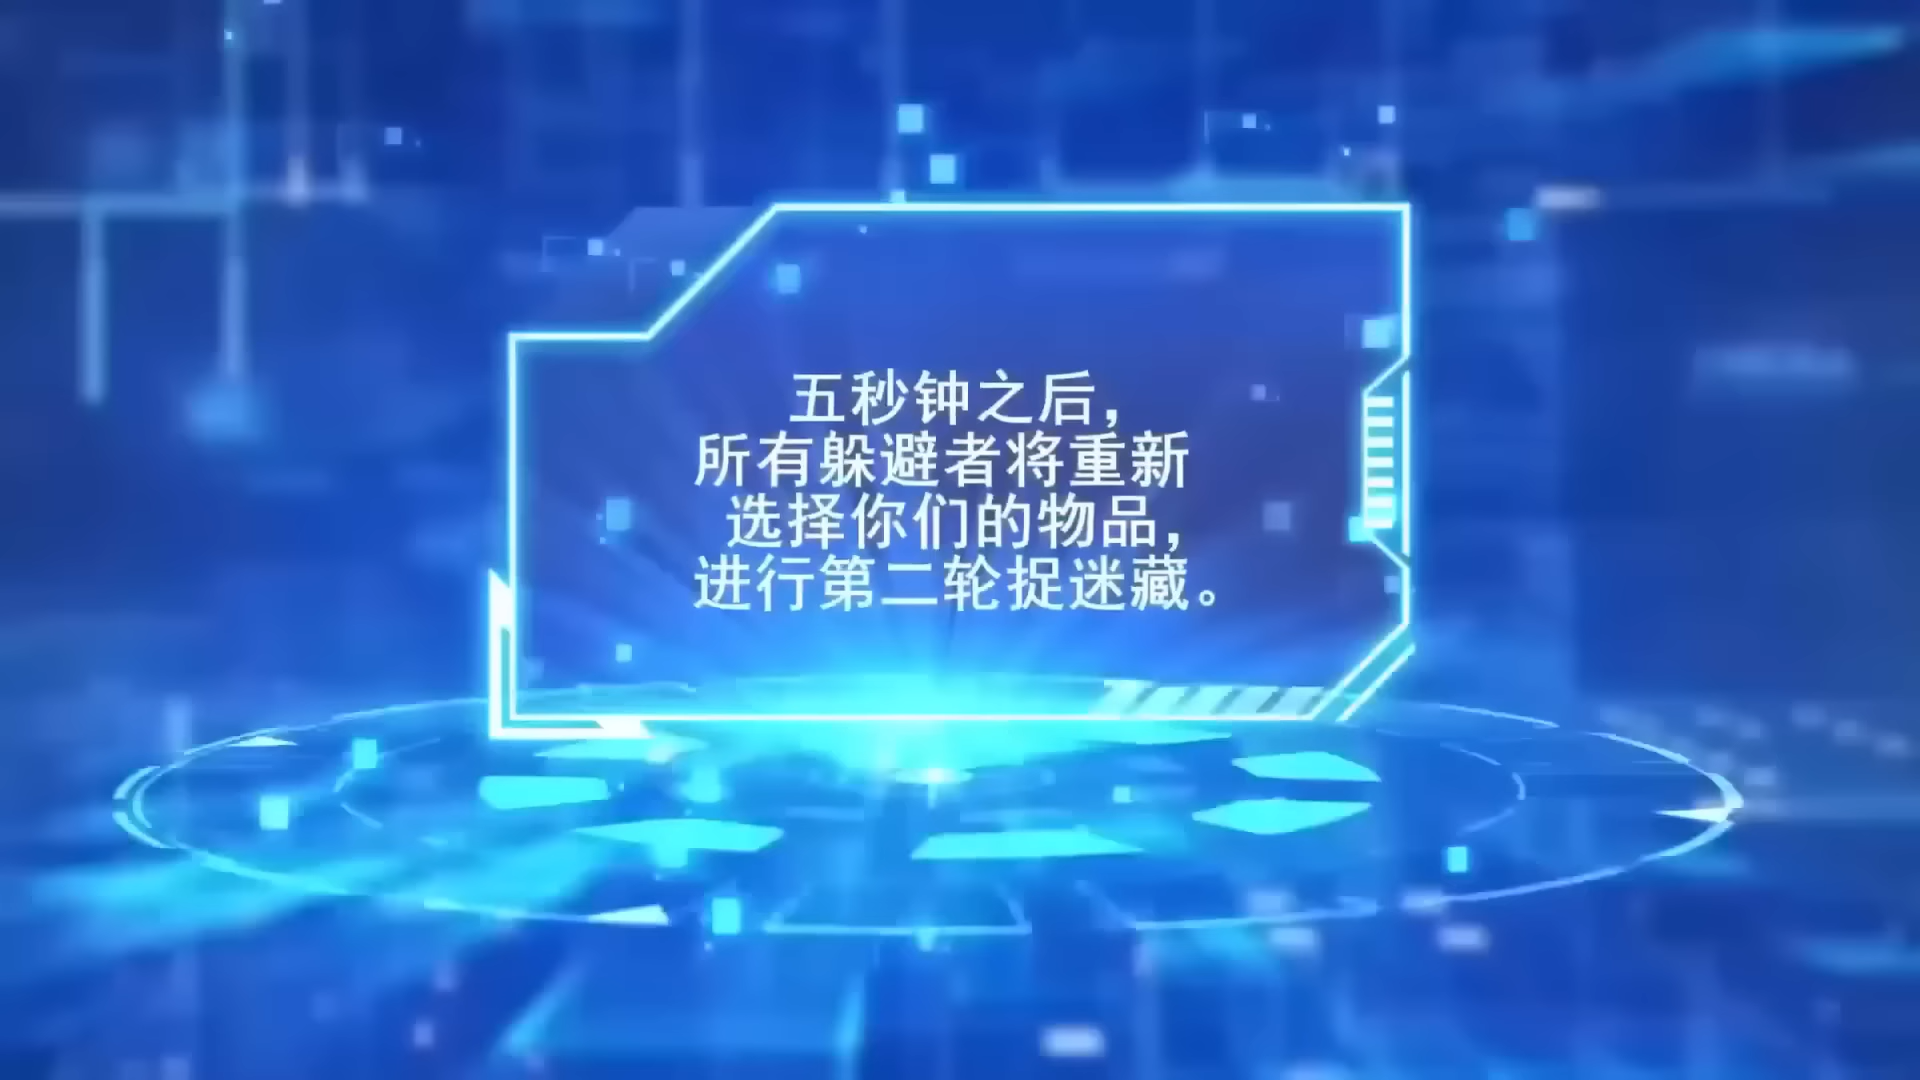 五秒钟之后，
所有躲避者将重新
选择你们的物品，
进行第二轮捉迷藏。